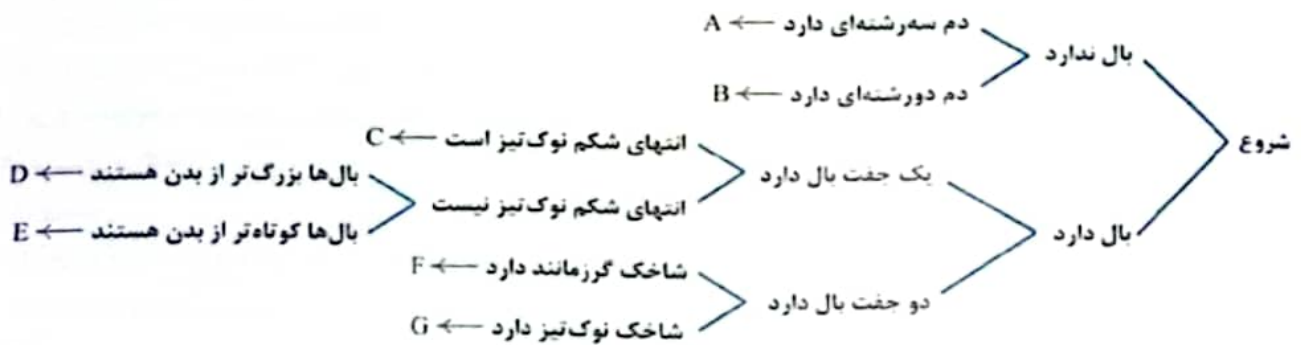 شروع
بال ندارد
دم سه‌رشته‌ای دارد ← A
دم دورشته‌ای دارد ← B
بال دارد
یک جفت بال دارد
انتهای شکم نوک‌تیز است ← C
انتهای شکم نوک‌تیز نیست
بال‌ها بزرگ‌تر از بدن هستند ← D
بال‌ها کوتاه‌تر از بدن هستند ← E
دو جفت بال دارد
شاخک گرزمانند دارد ← F
شاخک نوک‌تیز دارد ← G